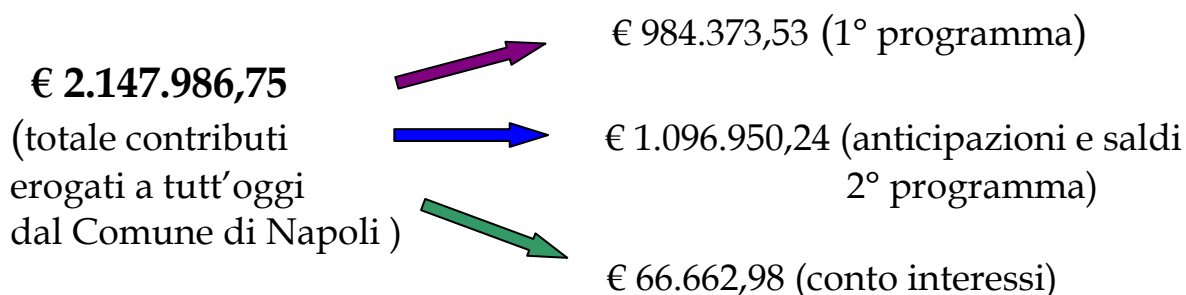 € 2.147.986,75
(totale contributi
erogati a tutt’oggi
dal Comune di Napoli )
€ 984.373,53 (1° programma)
€ 1.096.950,24 (anticipazioni e saldi
2° programma)
€ 66.662,98 (conto interessi)